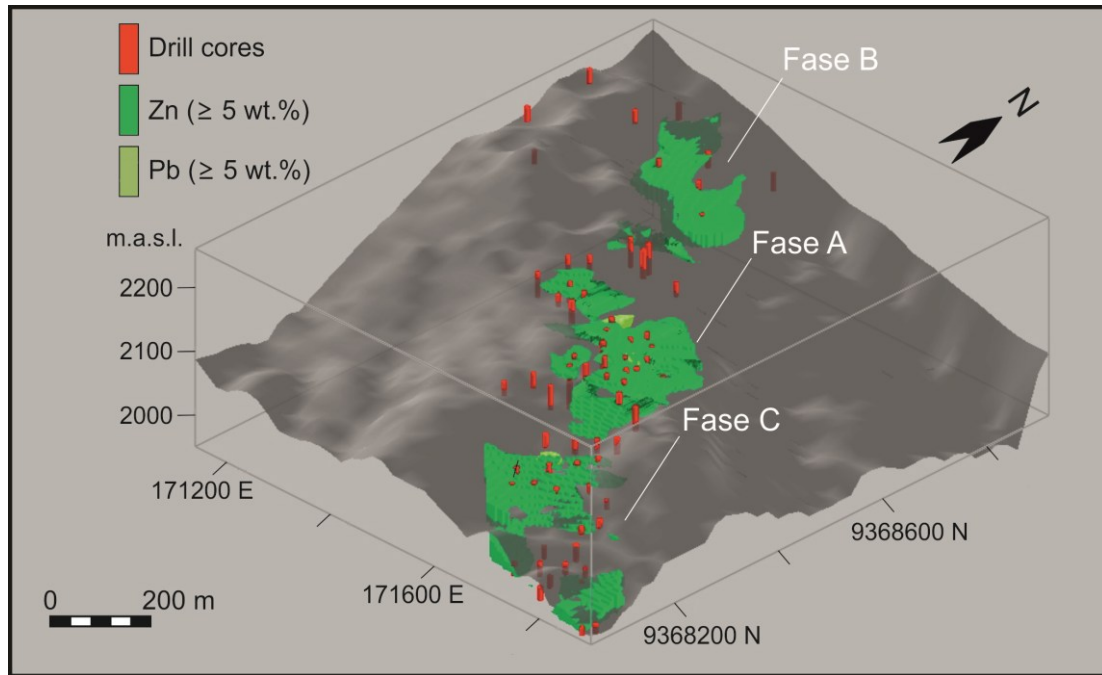 Drill cores
Zn (≥ 5 wt.%)
Pb (≥ 5 wt.%)
m.a.s.l.
2200
2100
2000
Fase B
N
Fase A
Fase C
171200 E
171600 E
9368600 N
9368200 N
0 200 m